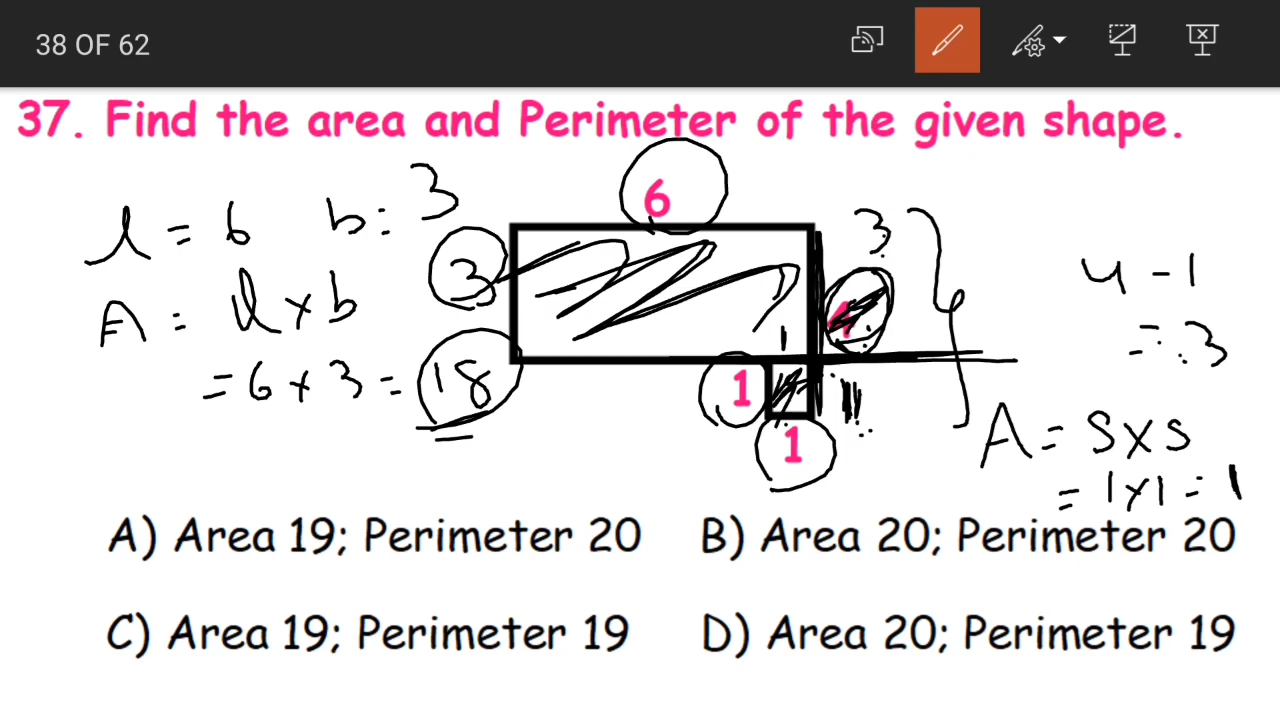 38 OF 62
37. Find the area and Perimeter of the given shape.
6
l = 6 b: 3
3
3
4 - 1
= 3
A = l x b
4
= 6 x 3 = 18
1
1
1
1
A = S x S
= 1 x 1 = 1
A) Area 19; Perimeter 20
B) Area 20; Perimeter 20
C) Area 19; Perimeter 19
D) Area 20; Perimeter 19